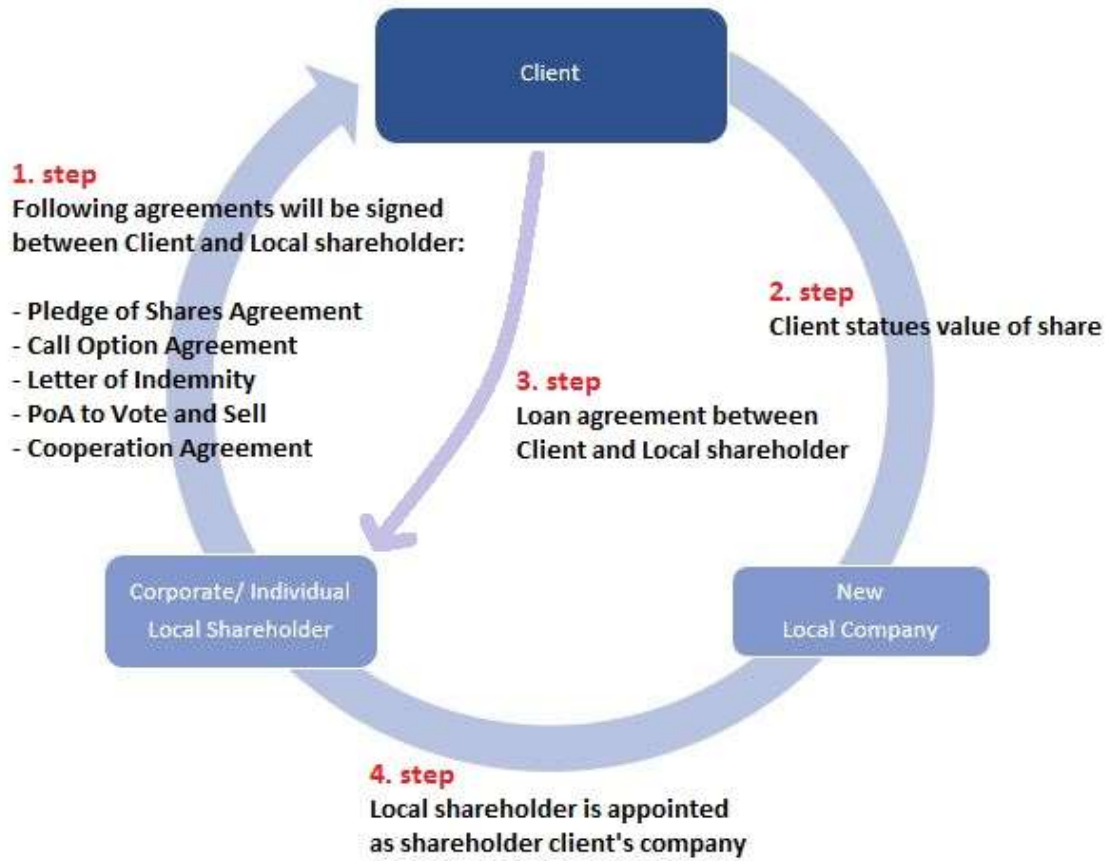 Client
1. step
Following agreements will be signed
between Client and Local shareholder:
- Pledge of Shares Agreement
- Call Option Agreement
- Letter of Indemnity
- PoA to Vote and Sell
- Cooperation Agreement
2. step
Client statues value of share
3. step
Loan agreement between
Client and Local shareholder
Corporate/ Individual
Local Shareholder
New
Local Company
4. step
Local shareholder is appointed
as shareholder client's company